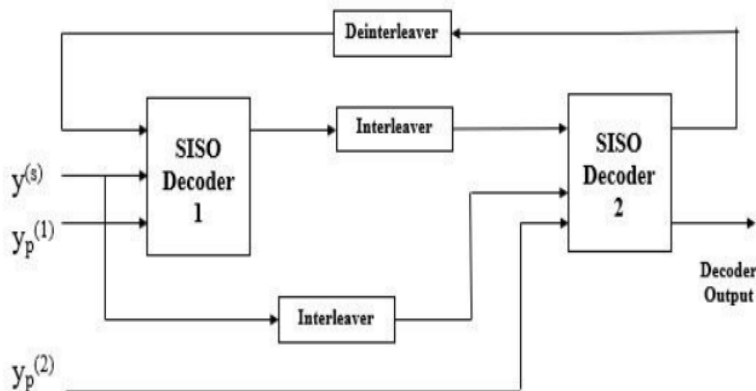 Deinterleaver
Interleaver
SISO
Decoder
1
SISO
Decoder
2
y(s)
yp(1)
Decoder
Output
Interleaver
yp(2)